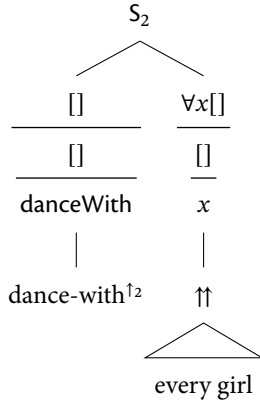 S₂
[] ∀x[]
[] []
danceWith x
dance-with↑₂ ⇈
every girl